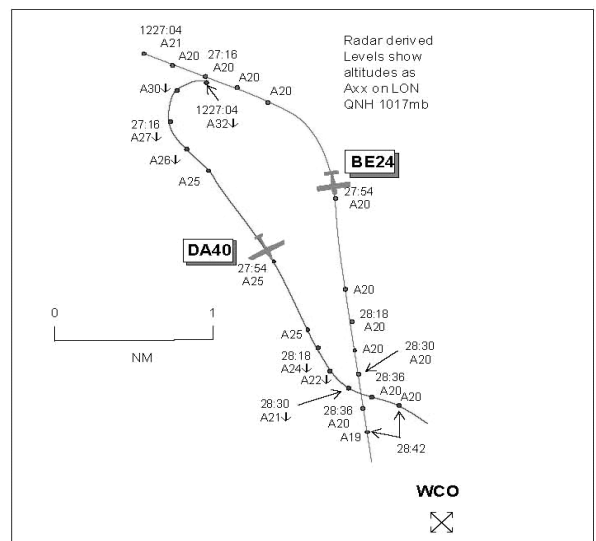 1227:04
A21
A20
27:16
A20
A20
A20
Radar derived
Levels show
altitudes as
Axx on LON
QNH 1017mb
A30↓
1227:04
A32↓
27:16
A27↓
A26↓
A25
BE24
27:54
A20
DA40
27:54
A25
0
1
NM
A20
28:18
A20
A25
28:18
A24↓
A22↓
A20
28:30
A20
28:36
A20
A20
28:30
A21↓
28:36
A20
A19
28:42
WCO